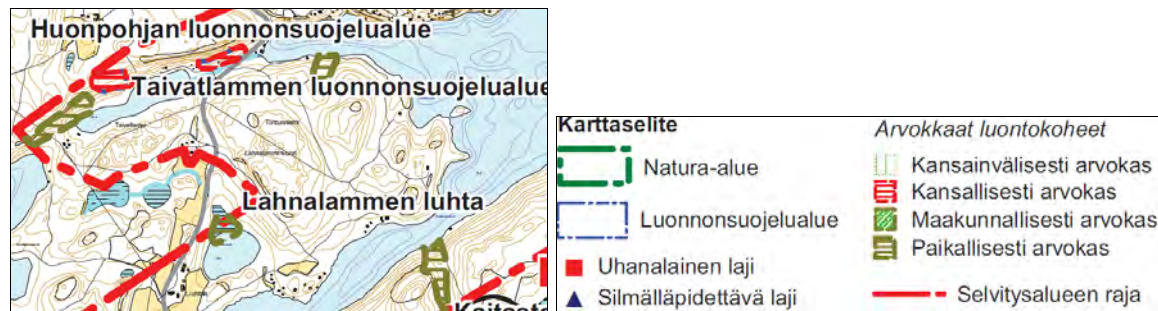 Huonpohjan luonnonsuojelualue
Taivatlammen luonnonsuojelualue
Lahnalammen luhta
Karttaselite
Natura-alue
Luonnonsuojelualue
Uhanalainen laji
Silmälläpidettävä laji
Arvokkaat luontokoheet
Kansainvälisesti arvokas
Kansallisesti arvokas
Maakunnallisesti arvokas
Paikallisesti arvokas
Selvitysalueen raja